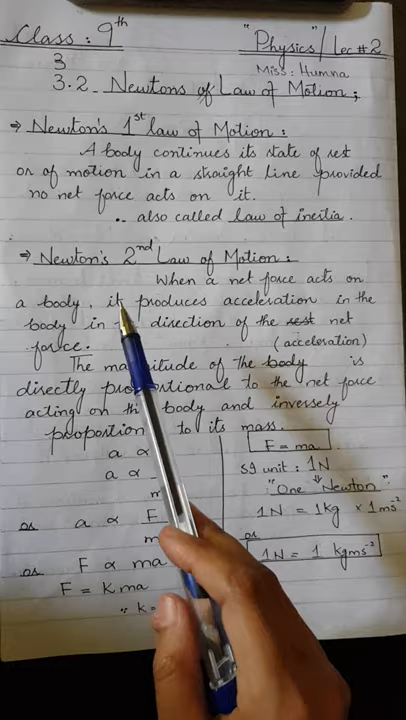 Class : 9th
"Physics" / Lec #2
Miss : Humna
3
3.2 - Newtons of Law of Motion ;
⇒ Newton's 1st law of Motion :
A body continues its state of rest
or of motion in a straight line provided
no net force acts on it.
∴ also called law of inertia .
⇒ Newton's 2nd Law of Motion :
When a net force acts on
a body , it produces acceleration in the
body in direction of the rest net
force.
(acceleration)
The magnitude of the body is
directly proportional to the net force
acting on the body and inversely
proportion to its mass.
a ∝
a ∝
m
or a ∝ F
m
or F ∝ ma
F = K ma
∵ k =
F = ma
SI unit : 1N
⇓
"One Newton"
1N = 1kg × 1ms⁻²
or
1N = 1 kgms⁻²